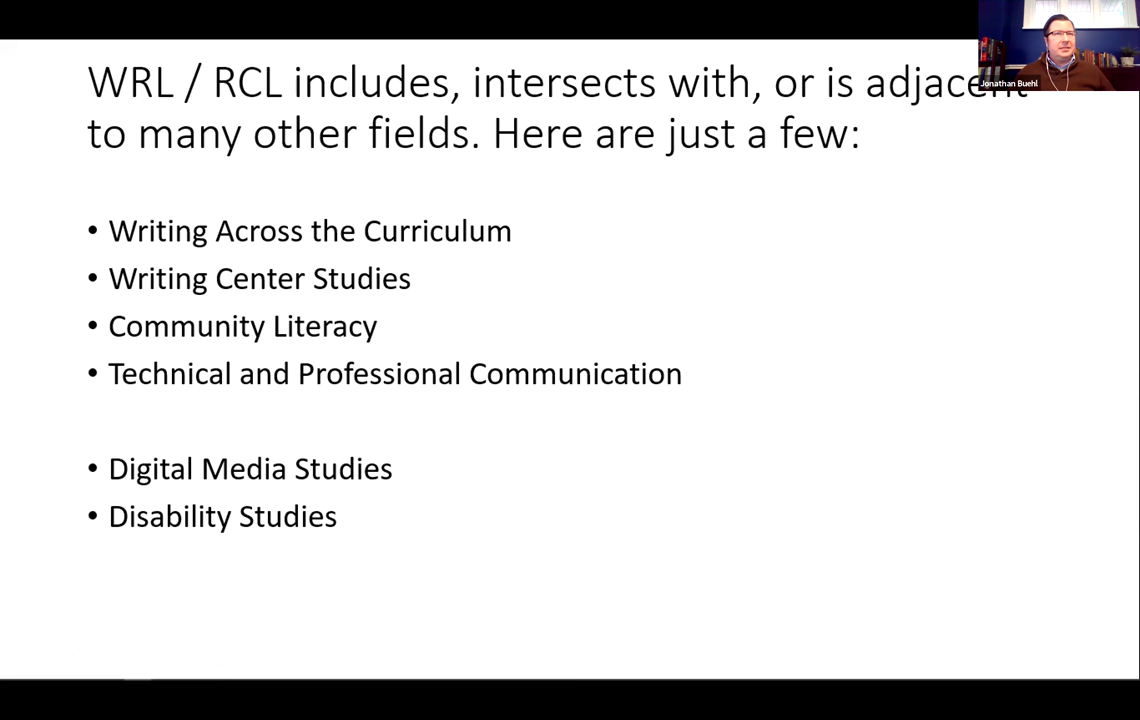 WRL / RCL includes, intersects with, or is adjacent
to many other fields. Here are just a few:
• Writing Across the Curriculum
• Writing Center Studies
• Community Literacy
• Technical and Professional Communication
• Digital Media Studies
• Disability Studies
Jonathan Buehl